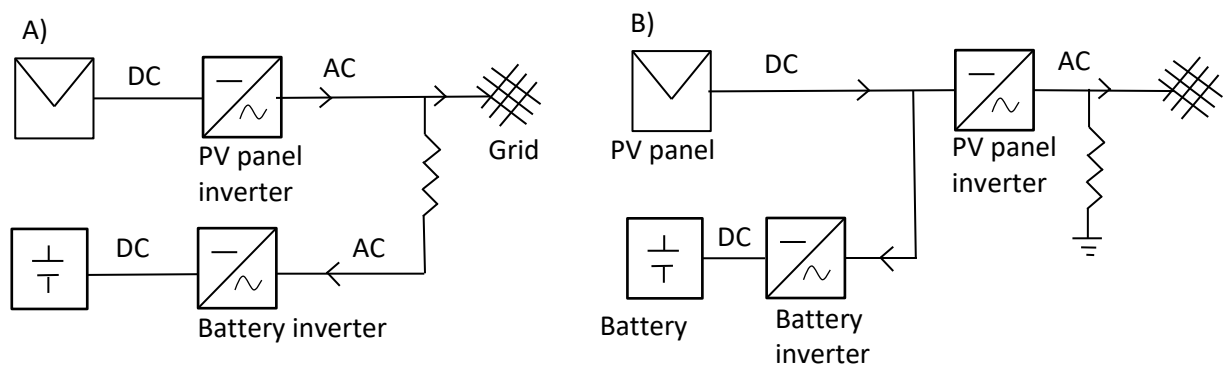 A)
DC
AC
PV panel
inverter
Grid
DC
AC
Battery inverter
B)
DC
AC
PV panel
PV panel
inverter
DC
Battery
Battery
inverter